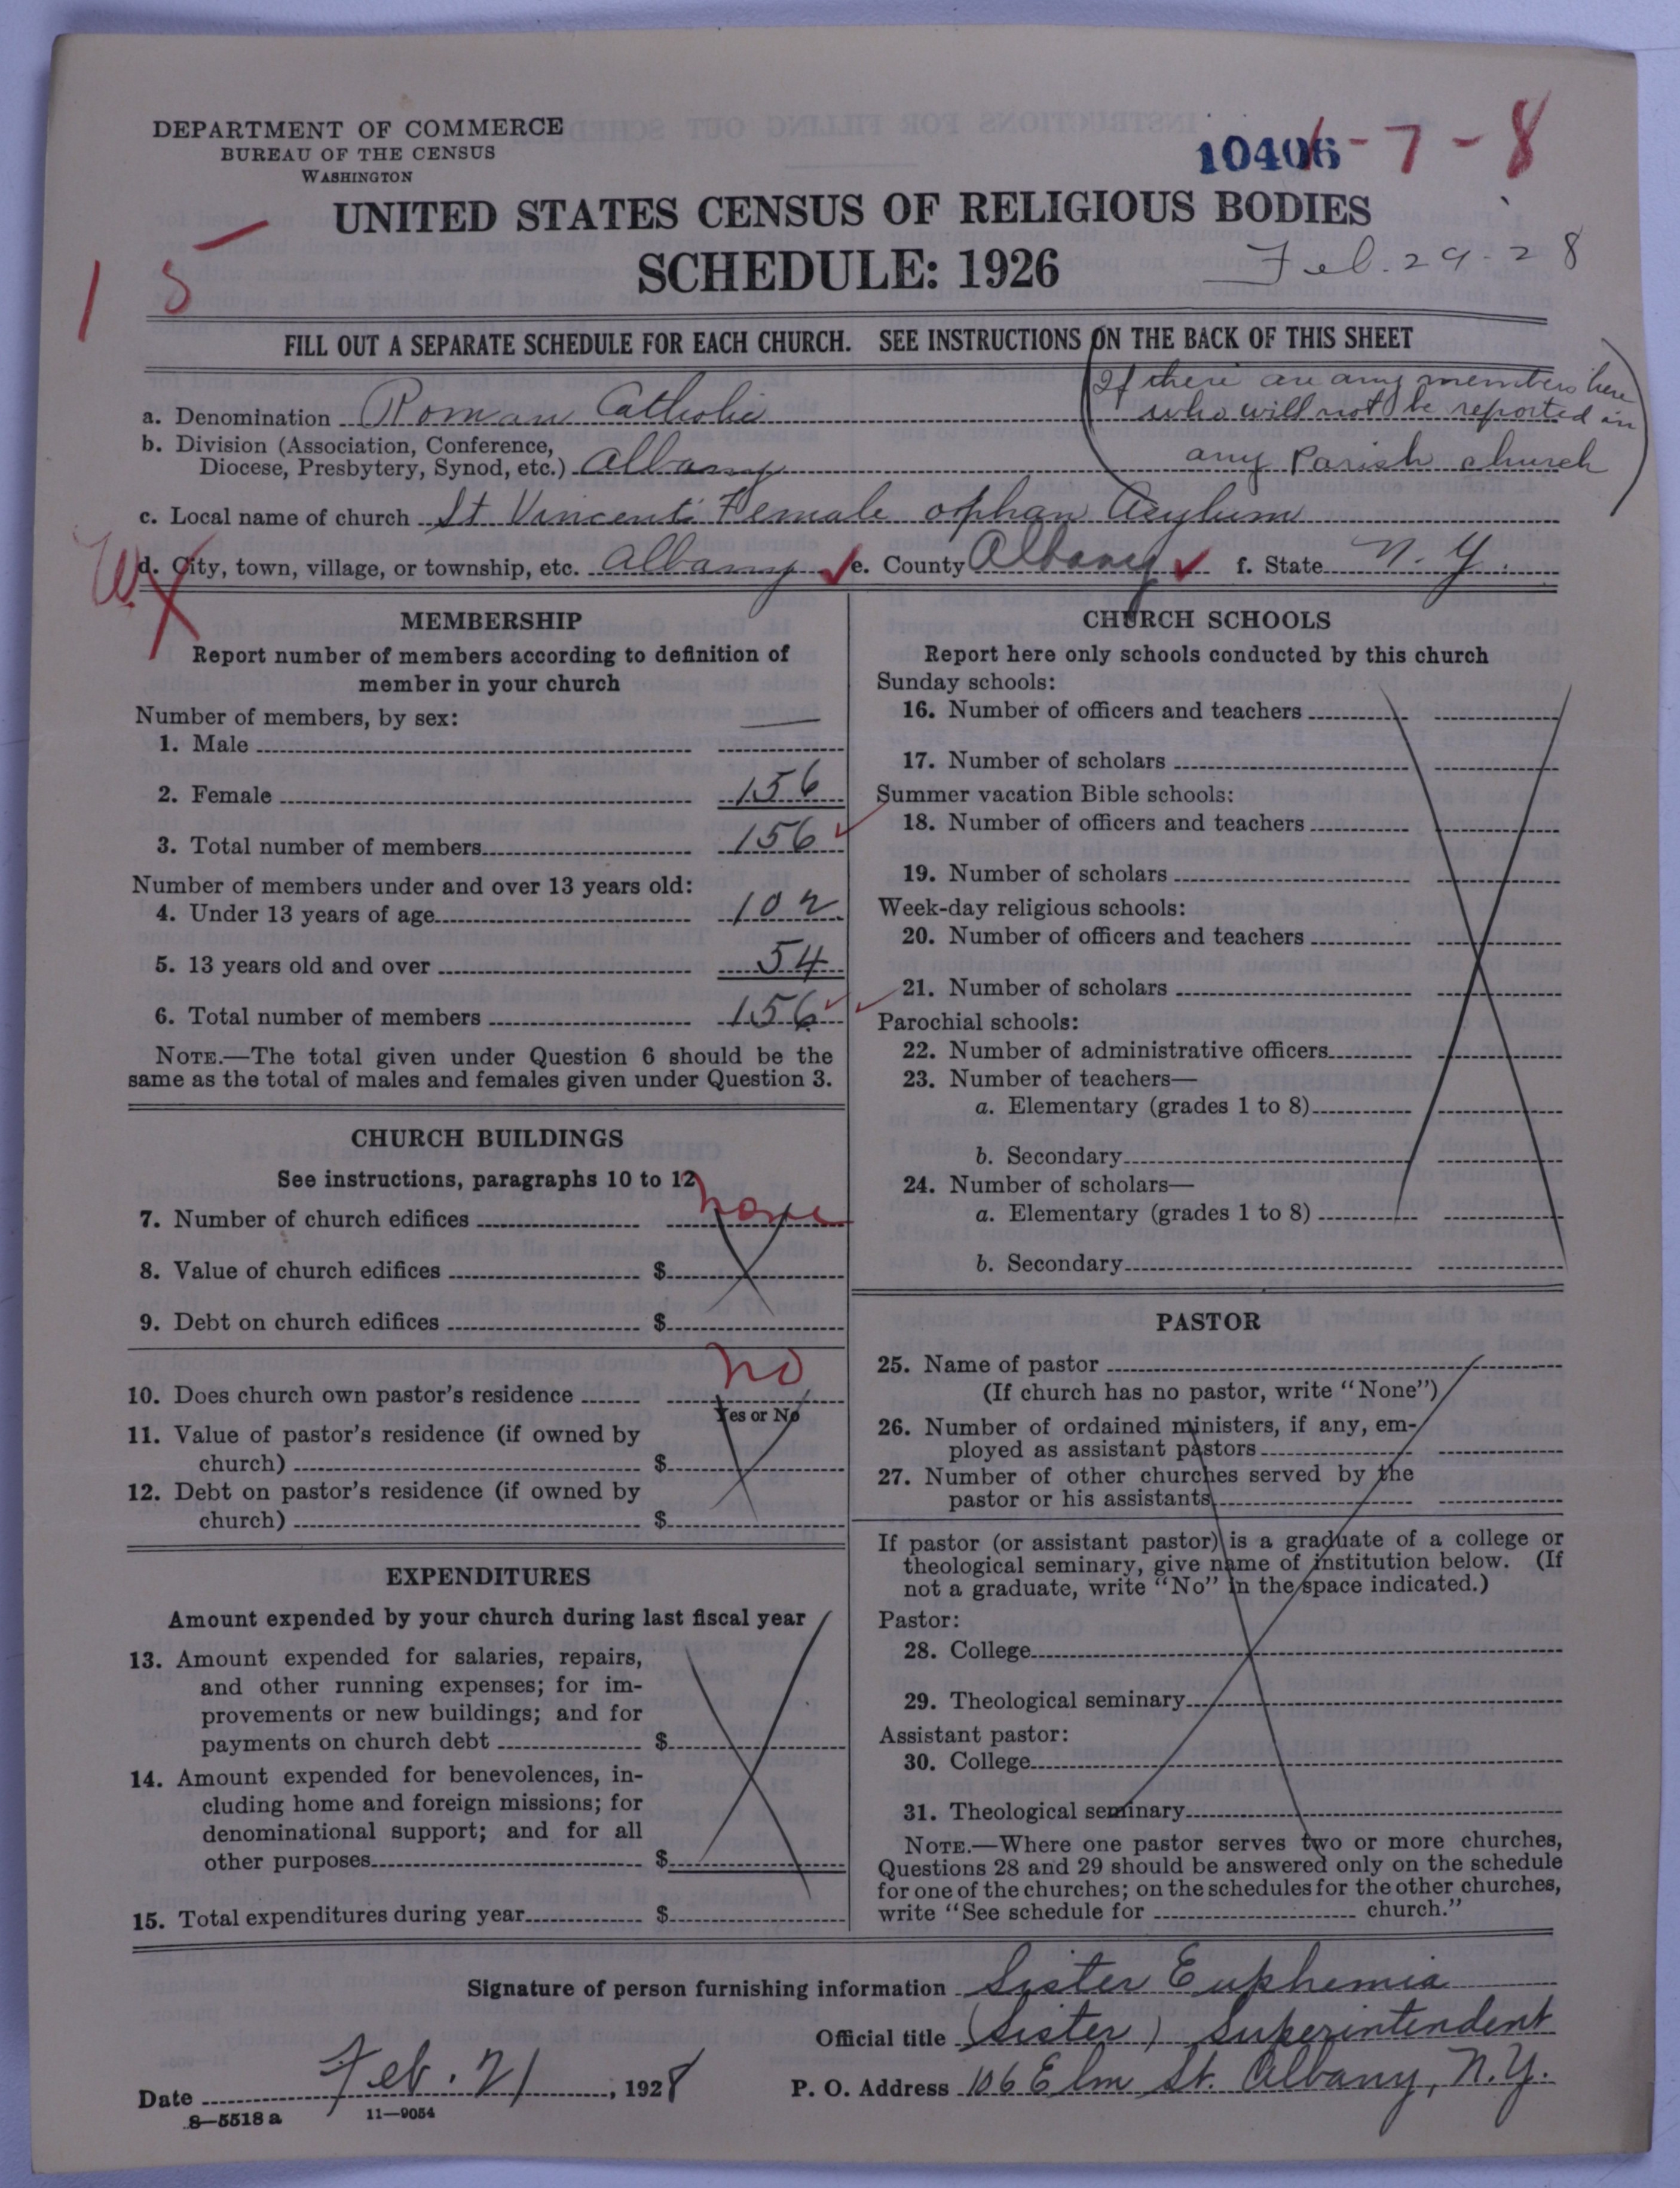 DEPARTMENT OF COMMERCE
BUREAU OF THE CENSUS
WASHINGTON
10406 - 7 - 8
UNITED STATES CENSUS OF RELIGIOUS BODIES
SCHEDULE: 1926
Feb. 29-28
15
FILL OUT A SEPARATE SCHEDULE FOR EACH CHURCH. SEE INSTRUCTIONS ON THE BACK OF THIS SHEET
(If there are any members here
who will not be reported in
any Parish church)
a. Denomination Roman Catholic
b. Division (Association, Conference,
Diocese, Presbytery, Synod, etc.) Albany
c. Local name of church St Vincent's Female orphan Asylum
d. City, town, village, or township, etc. Albany ✓ e. County Albany ✓ f. State N.Y.
MEMBERSHIP
Report number of members according to definition of
member in your church
Number of members, by sex:
1. Male —
2. Female 156
3. Total number of members 156 ✓
Number of members under and over 13 years old:
4. Under 13 years of age 102
5. 13 years old and over 54
6. Total number of members 156 ✓ ✓
NOTE.—The total given under Question 6 should be the
same as the total of males and females given under Question 3.
CHURCH BUILDINGS
See instructions, paragraphs 10 to 12
7. Number of church edifices none
8. Value of church edifices $
9. Debt on church edifices $
10. Does church own pastor's residence no
Yes or No
11. Value of pastor's residence (if owned by
church) $
12. Debt on pastor's residence (if owned by
church) $
EXPENDITURES
Amount expended by your church during last fiscal year
13. Amount expended for salaries, repairs,
and other running expenses; for im-
provements or new buildings; and for
payments on church debt $
14. Amount expended for benevolences, in-
cluding home and foreign missions; for
denominational support; and for all
other purposes $
15. Total expenditures during year $
CHURCH SCHOOLS
Report here only schools conducted by this church
Sunday schools:
16. Number of officers and teachers
17. Number of scholars
Summer vacation Bible schools:
18. Number of officers and teachers
19. Number of scholars
Week-day religious schools:
20. Number of officers and teachers
21. Number of scholars
Parochial schools:
22. Number of administrative officers
23. Number of teachers—
a. Elementary (grades 1 to 8)
b. Secondary
24. Number of scholars—
a. Elementary (grades 1 to 8)
b. Secondary
PASTOR
25. Name of pastor
(If church has no pastor, write "None")
26. Number of ordained ministers, if any, em-
ployed as assistant pastors
27. Number of other churches served by the
pastor or his assistants
If pastor (or assistant pastor) is a graduate of a college or
theological seminary, give name of institution below. (If
not a graduate, write "No" in the space indicated.)
Pastor:
28. College
29. Theological seminary
Assistant pastor:
30. College
31. Theological seminary
NOTE.—Where one pastor serves two or more churches,
Questions 28 and 29 should be answered only on the schedule
for one of the churches; on the schedules for the other churches,
write "See schedule for church."
Signature of person furnishing information Sister Euphemia
Official title (Sister) Superintendent
Date Feb. 21, 1928 P. O. Address 106 Elm St. Albany, N.Y.
8—5518 a 11—9054